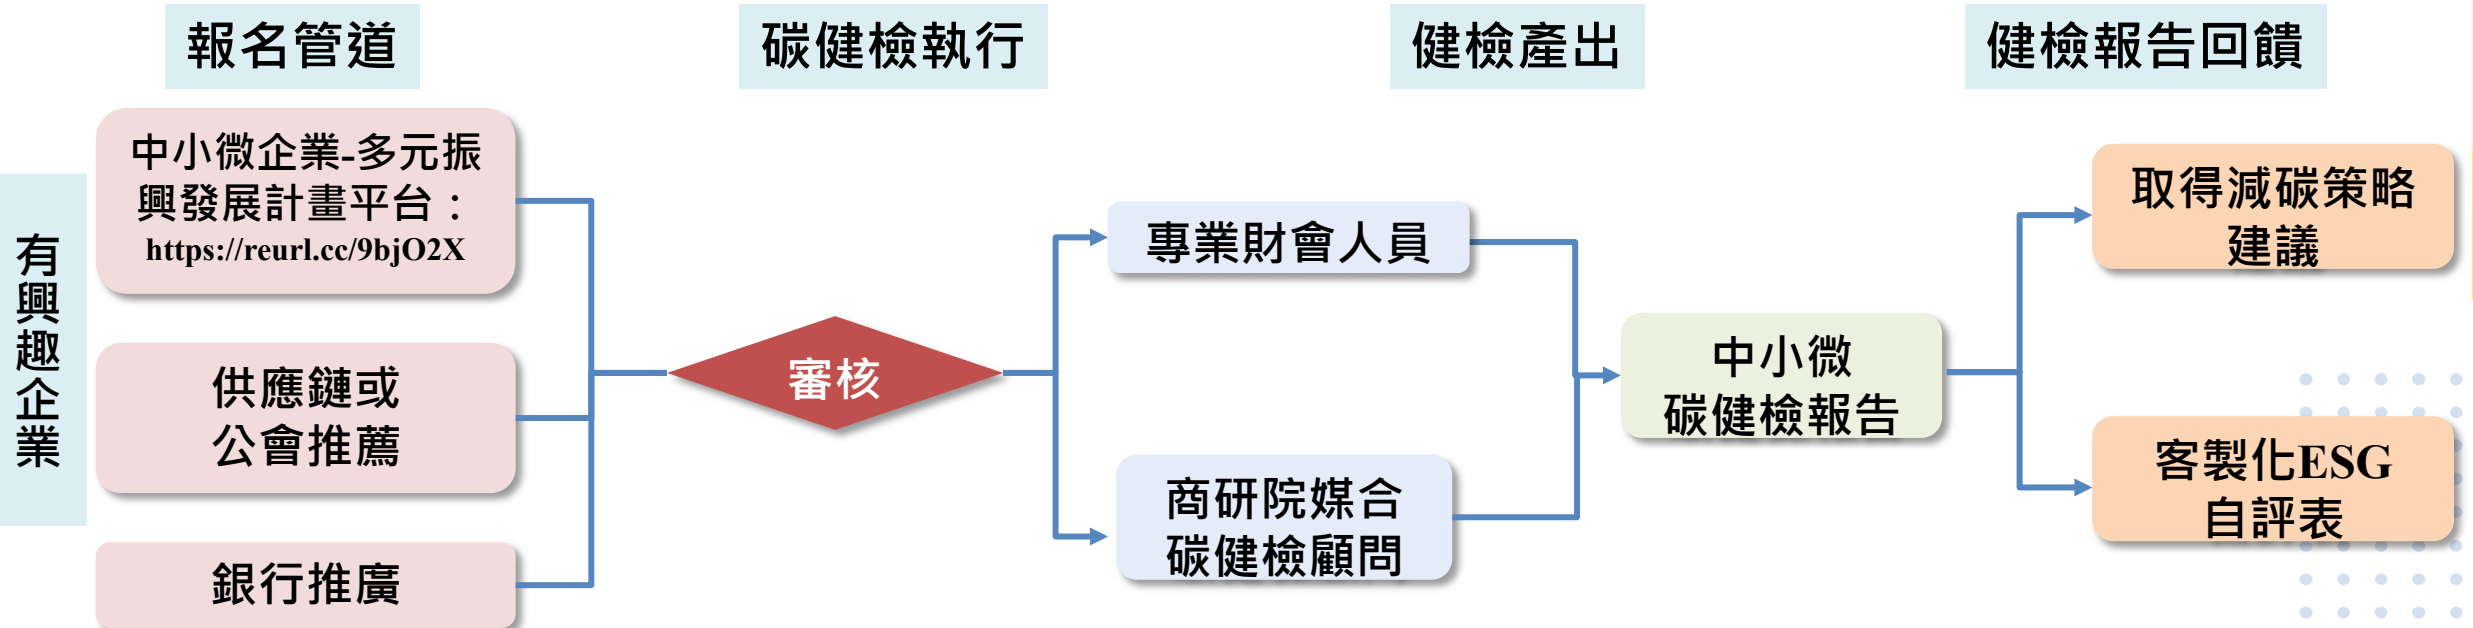 報名管道
碳健檢執行
健檢產出
健檢報告回饋
有興趣企業
中小微企業-多元振
興發展計畫平台：
https://reurl.cc/9bjO2X
供應鏈或
公會推薦
銀行推廣
審核
專業財會人員
商研院媒合
碳健檢顧問
中小微
碳健檢報告
取得減碳策略
建議
客製化ESG
自評表